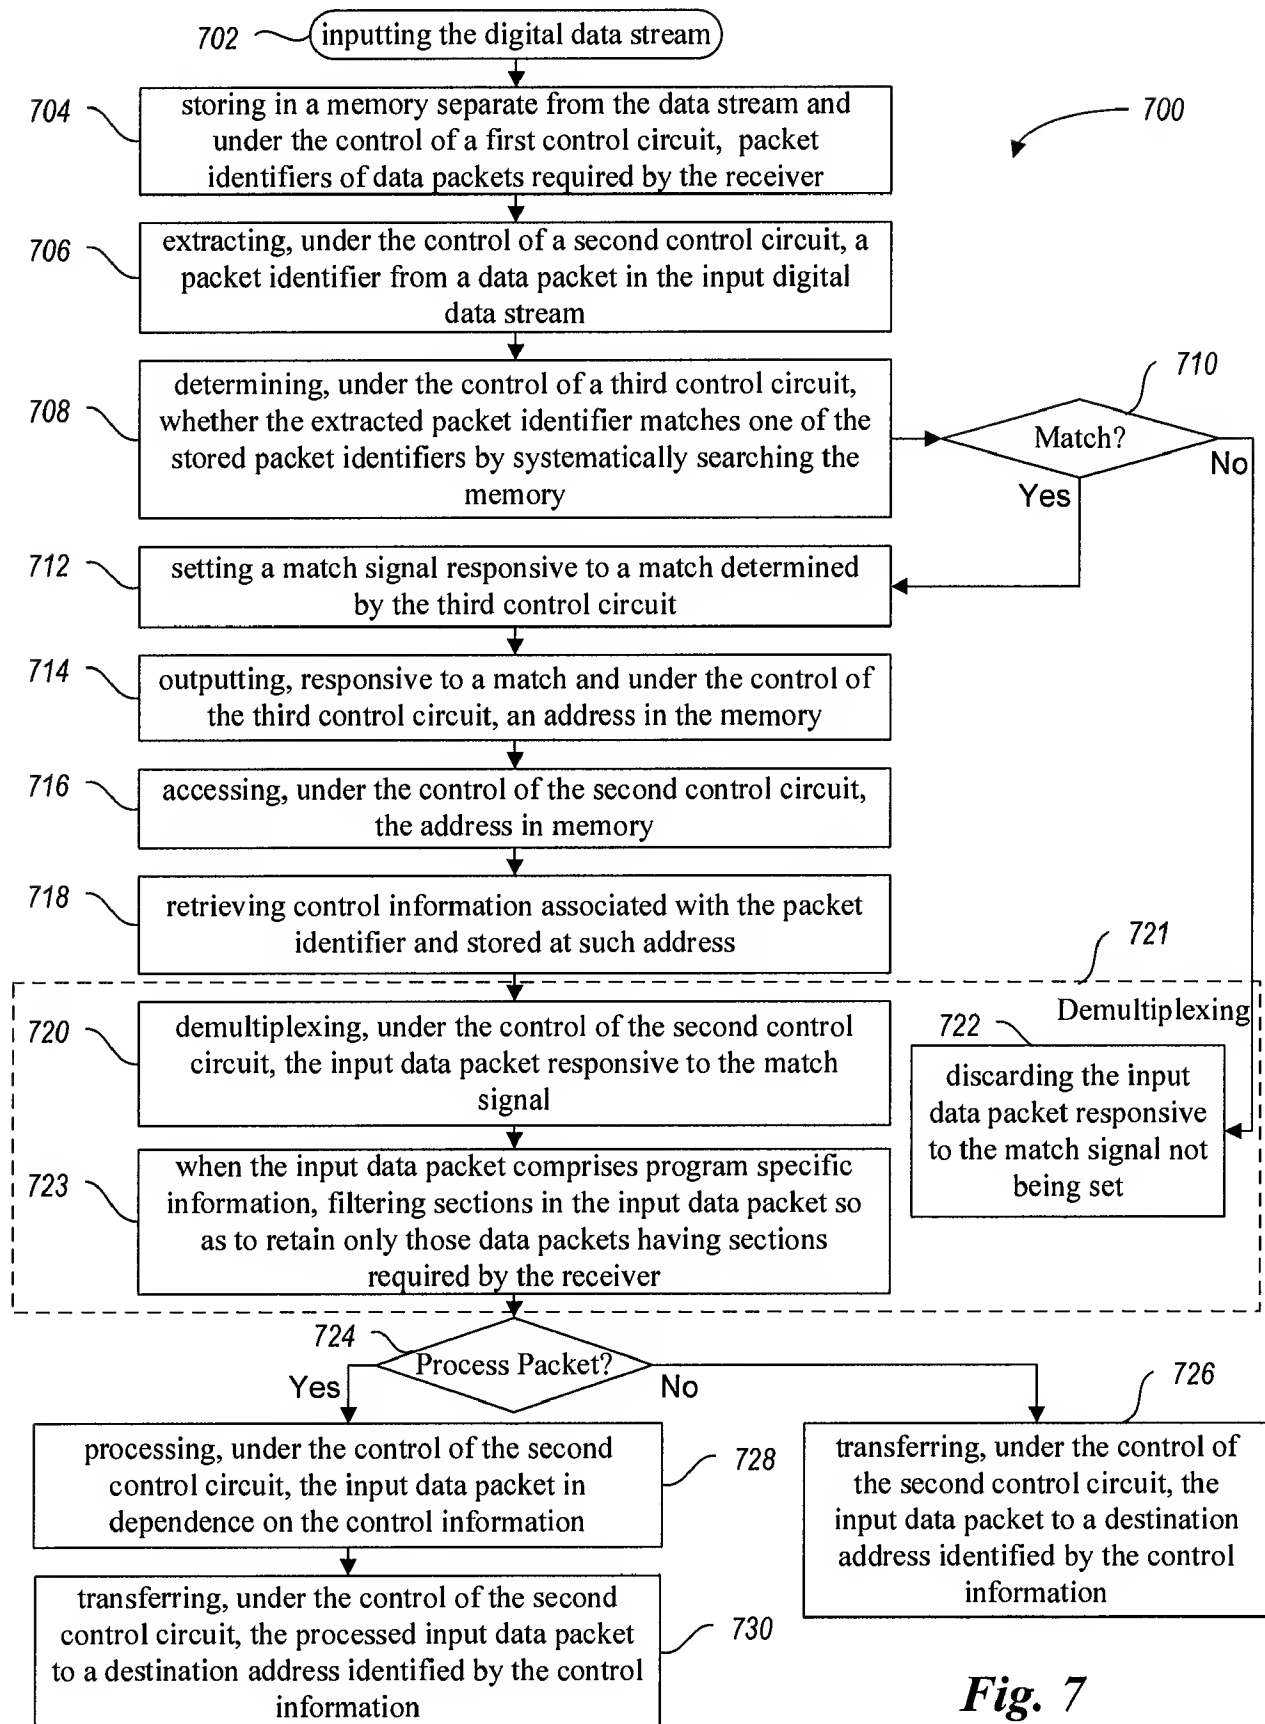 702
inputting the digital data stream
704
storing in a memory separate from the data stream and
under the control of a first control circuit, packet
identifiers of data packets required by the receiver
700
706
extracting, under the control of a second control circuit, a
packet identifier from a data packet in the input digital
data stream
708
determining, under the control of a third control circuit,
whether the extracted packet identifier matches one of the
stored packet identifiers by systematically searching the
memory
710
Match?
No
Yes
712
setting a match signal responsive to a match determined
by the third control circuit
714
outputting, responsive to a match and under the control of
the third control circuit, an address in the memory
716
accessing, under the control of the second control circuit,
the address in memory
718
retrieving control information associated with the packet
identifier and stored at such address
721
Demultiplexing
720
demultiplexing, under the control of the second control
circuit, the input data packet responsive to the match
signal
722
discarding the input
data packet responsive
to the match signal not
being set
723
when the input data packet comprises program specific
information, filtering sections in the input data packet so
as to retain only those data packets having sections
required by the receiver
724
Process Packet?
Yes
No
726
transferring, under the control of
the second control circuit, the
input data packet to a destination
address identified by the control
information
728
processing, under the control of the second
control circuit, the input data packet in
dependence on the control information
730
transferring, under the control of the second
control circuit, the processed input data packet
to a destination address identified by the control
information
Fig. 7